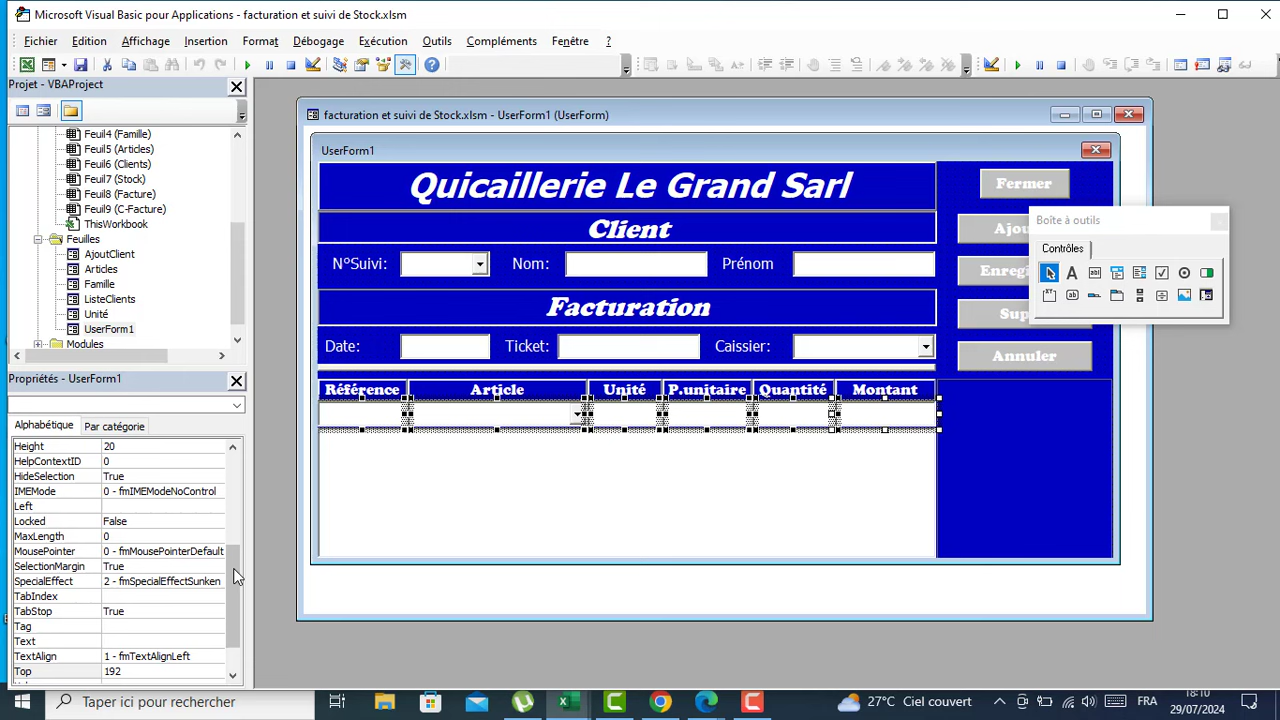 Microsoft Visual Basic pour Applications - facturation et suivi de Stock.xlsm
Fichier Edition Affichage Insertion Format Débogage Exécution Outils Compléments Fenêtre ?
Projet - VBAProject
Feuil4 (Famille)
Feuil5 (Articles)
Feuil6 (Clients)
Feuil7 (Stock)
Feuil8 (Facture)
Feuil9 (C-Facture)
ThisWorkbook
Feuilles
AjoutClient
Articles
Famille
ListeClients
Unité
UserForm1
Modules
Propriétés - UserForm1
Alphabétique Par catégorie
Height 20
HelpContextID 0
HideSelection True
IMEMode 0 - fmIMEModeNoControl
Left
Locked False
MaxLength 0
MousePointer 0 - fmMousePointerDefault
SelectionMargin True
SpecialEffect 2 - fmSpecialEffectSunken
TabIndex
TabStop True
Tag
Text
TextAlign 1 - fmTextAlignLeft
Top 192
facturation et suivi de Stock.xlsm - UserForm1 (UserForm)
UserForm1
Quicaillerie Le Grand Sarl
Fermer
Client
Ajou
N°Suivi: Nom: Prénom
Enreg
Facturation
Sup
Date: Ticket: Caissier:
Annuler
Référence Article Unité P.unitaire Quantité Montant
Boîte à outils
Contrôles
Taper ici pour rechercher
27°C Ciel couvert
FRA
18:10
29/07/2024